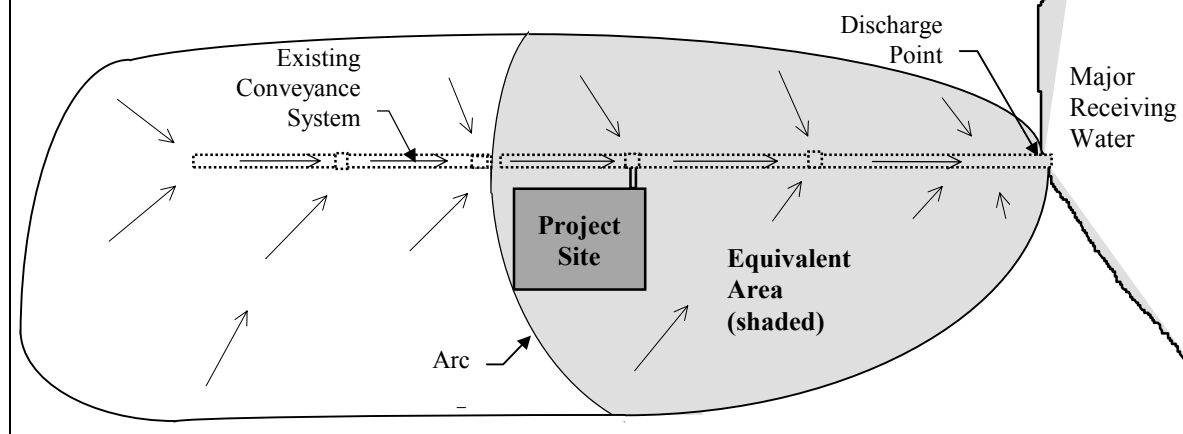 Existing
Conveyance
System
Discharge
Point
Major
Receiving
Water
Project
Site
Equivalent
Area
(shaded)
Arc